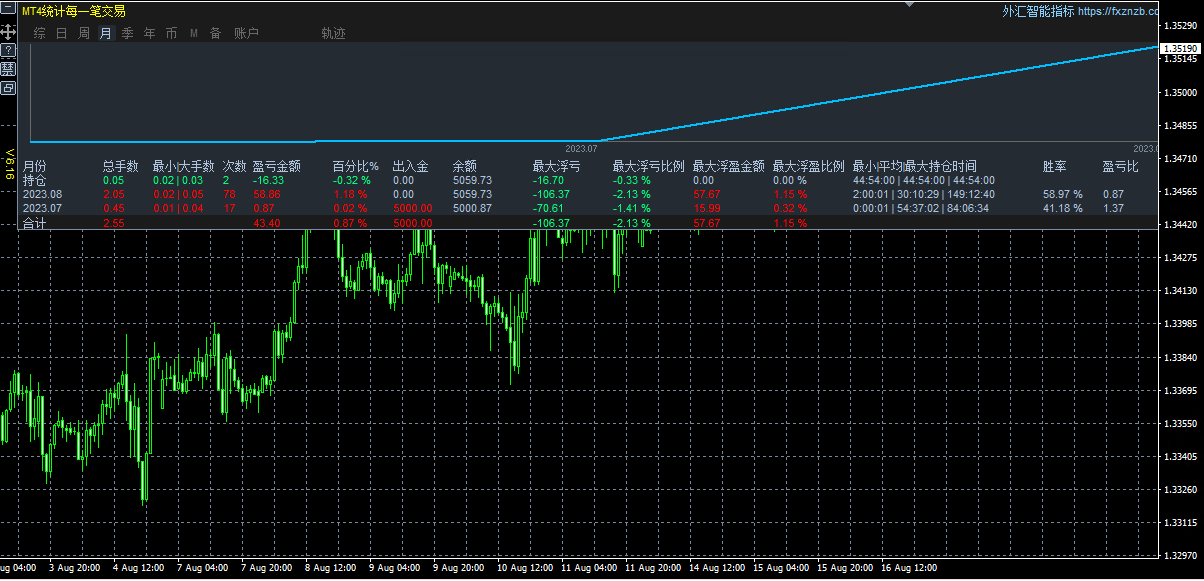 MT4统计每一笔交易
外汇智能指标 https://fxznzb.cc
综 日 周 月 季 年 币 M 备 账户 轨迹
?
禁
V8.16
2023.07 2023.0
月份 总手数 最小|大手数 次数 盈亏金额 百分比% 出入金 余额 最大浮亏 最大浮亏比例 最大浮盈金额 最大浮盈比例 最小|平均|最大持仓时间 胜率 盈亏比
持仓 0.05 0.02 | 0.03 2 -16.33 -0.32 % 0.00 5059.73 -16.70 -0.33 % 0.00 0.00 % 44:54:00 | 44:54:00 | 44:54:00
2023.08 2.05 0.02 | 0.05 78 58.86 1.18 % 0.00 5059.73 -106.37 -2.13 % 57.67 1.15 % 2:00:01 | 30:10:29 | 149:12:40 58.97 % 0.87
2023.07 0.45 0.01 | 0.04 17 0.87 0.02 % 5000.00 5000.87 -70.61 -1.41 % 15.99 0.32 % 0:00:01 | 54:37:02 | 84:06:34 41.18 % 1.37
合计 2.55 43.40 0.87 % 5000.00 -106.37 -2.13 % 57.67 1.15 %
1.35290
1.35190
1.35145
1.35000
1.34855
1.34710
1.34565
1.34420
1.34275
1.34130
1.33985
1.33840
1.33695
1.33550
1.33405
1.33260
1.33115
1.32970
ug 04:00 3 Aug 20:00 4 Aug 12:00 7 Aug 04:00 7 Aug 20:00 8 Aug 12:00 9 Aug 04:00 9 Aug 20:00 10 Aug 12:00 11 Aug 04:00 11 Aug 20:00 14 Aug 12:00 15 Aug 04:00 15 Aug 20:00 16 Aug 12:00